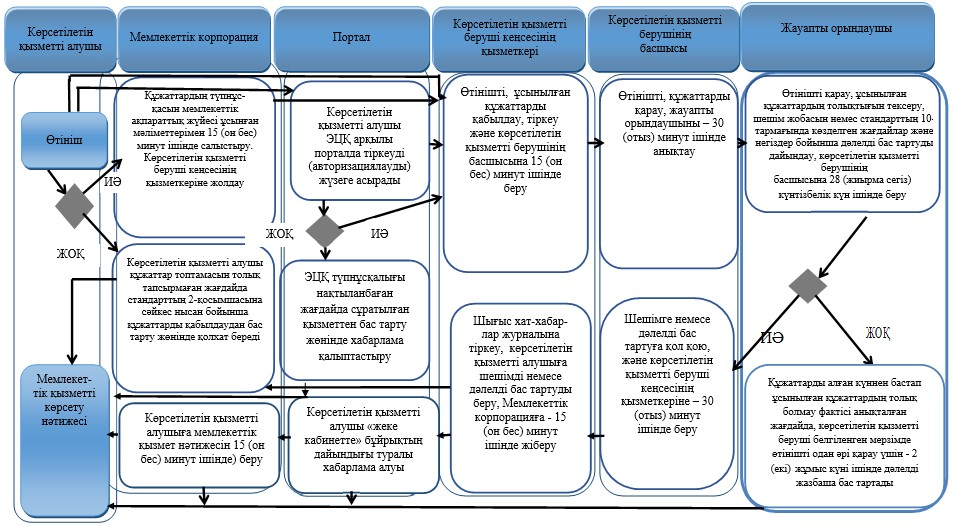 Көрсетілетін
қызметті алушы
Мемлекеттік корпорация
Портал
Көрсетілетін қызметті
беруші кеңсесінің
қызметкері
Көрсетілетін қызметті
берушінің
басшысы
Жауапты орындаушы
Өтініш
ИӘ
ЖОҚ
Мемлекет-
тік қызметті
көрсету
нәтижесі
Құжаттардың түпнұс-
қасын мемлекеттік
ақпараттық жүйесі ұсынған
мәліметтерімен 15 (он бес)
минут ішінде салыстыру.
Көрсетілетін қызметті
беруші кеңсесінің
қызметкеріне жолдау
Көрсетілетін қызметті алушы
құжаттар топтамасын толық
тапсырмаған жағдайда
стандарттың 2-қосымшасына
сәйкес нысан бойынша
құжаттарды қабылдаудан бас
тарту жөнінде қолхат береді
Көрсетілетін қызметті
алушыға мемлекеттік
қызмет нәтижесін 15 (он
бес) минут ішінде) беру
Көрсетілетін
қызметті алушы
ЭЦҚ арқылы
порталда тіркеуді
(авторизациялауды)
жүзеге асырады
ЖОҚ
ИӘ
ЭЦҚ түпнұсқалығы
нақтыланбаған
жағдайда сұратылған
қызметтен бас тарту
жөнінде хабарлама
қалыптастыру
Көрсетілетін қызметті
алушы «жеке
кабинетте» бұйрықтың
дайындығы туралы
хабарлама алуы
Өтінішті, ұсынылған
құжаттарды
қабылдау, тіркеу
және көрсетілетін
қызметті берушінің
басшысына 15 (он
бес) минут ішінде
беру
Шығыс хат-хабар-
лар журналына
тіркеу, көрсетілетін
қызметті алушыға
шешімді немесе
дәлелді бас тартуды
беру, Мемлекеттік
корпорацияға - 15
(он бес) минут
ішінде жіберу
Өтінішті, құжаттарды
қарау, жауапты
орындаушыны – 30
(отыз) минут ішінде
анықтау
Шешімге немесе
дәлелді бас
тартуға қол қою,
және көрсетілетін
қызметті беруші
кеңсесінің
қызметкеріне – 30
(отыз) минут
ішінде беру
Өтінішті қарау, ұсынылған
құжаттардың толықтығын тексеру,
шешім жобасын немес стандарттың 10-
тармағында көзделген жағдайлар және
негіздер бойынша дәлелді бас тартуды
дайындау, көрсетілетін қызметті
берушінің
басшысына 28 (жиырма сегіз)
күнтізбелік күн ішінде беру
ИӘ
ЖОҚ
Құжаттарды алған күннен бастап
ұсынылған құжаттардың толық
болмау фактісі анықталған
жағдайда, көрсетілетін қызметті
беруші белгіленген мерзімде
өтінішті одан әрі қарау үшін - 2
(екі) жұмыс күні ішінде дәлелді
жазбаша бас тартады